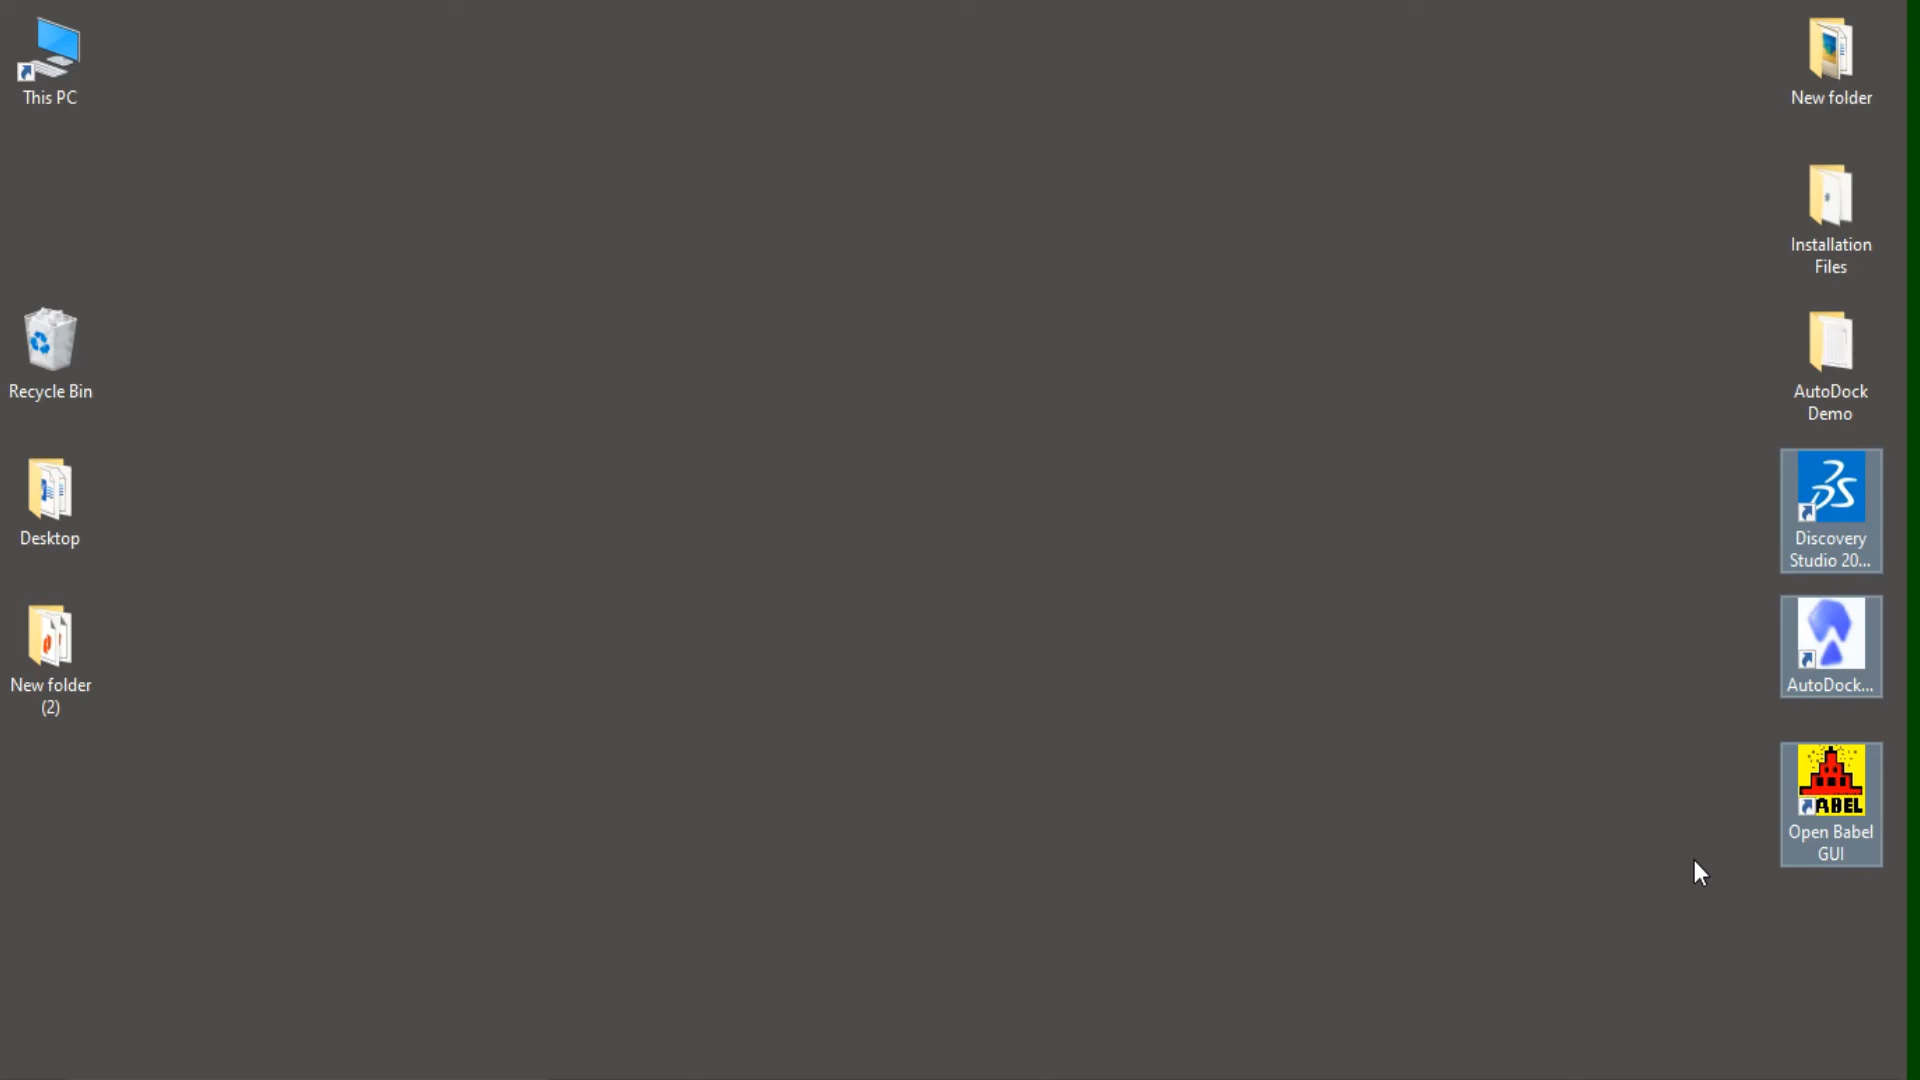 This PC
Recycle Bin
Desktop
New folder
(2)
New folder
Installation
Files
AutoDock
Demo
Discovery
Studio 20...
AutoDock...
ABEL
Open Babel
GUI